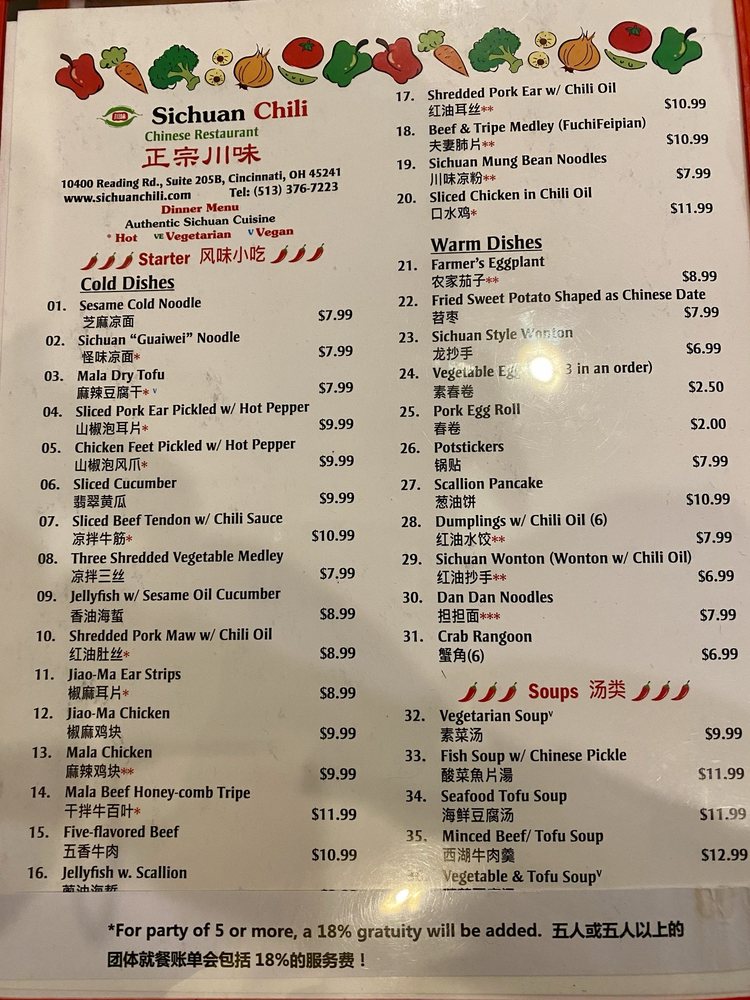 川味
Sichuan Chili
Chinese Restaurant
正宗川味
10400 Reading Rd., Suite 205B, Cincinnati, OH 45241
www.sichuanchili.com Tel: (513) 376-7223
Dinner Menu
Authentic Sichuan Cuisine
* Hot VE Vegetarian V Vegan
Starter 风味小吃
Cold Dishes
01. Sesame Cold Noodle
芝麻凉面 $7.99
02. Sichuan “Guaiwei” Noodle
怪味凉面* $7.99
03. Mala Dry Tofu
麻辣豆腐干* V $7.99
04. Sliced Pork Ear Pickled w/ Hot Pepper
山椒泡耳片* $9.99
05. Chicken Feet Pickled w/ Hot Pepper
山椒泡凤爪* $9.99
06. Sliced Cucumber
翡翠黄瓜 $9.99
07. Sliced Beef Tendon w/ Chili Sauce
凉拌牛筋* $10.99
08. Three Shredded Vegetable Medley
凉拌三丝 $7.99
09. Jellyfish w/ Sesame Oil Cucumber
香油海蜇 $8.99
10. Shredded Pork Maw w/ Chili Oil
红油肚丝* $8.99
11. Jiao-Ma Ear Strips
椒麻耳片* $8.99
12. Jiao-Ma Chicken
椒麻鸡块 $9.99
13. Mala Chicken
麻辣鸡块** $9.99
14. Mala Beef Honey-comb Tripe
干拌牛百叶* $11.99
15. Five-flavored Beef
五香牛肉 $10.99
16. Jellyfish w. Scallion
17. Shredded Pork Ear w/ Chili Oil
红油耳丝** $10.99
18. Beef & Tripe Medley (FuchiFeipian)
夫妻肺片** $10.99
19. Sichuan Mung Bean Noodles
川味凉粉** $7.99
20. Sliced Chicken in Chili Oil
口水鸡* $11.99
Warm Dishes
21. Farmer's Eggplant
农家茄子** $8.99
22. Fried Sweet Potato Shaped as Chinese Date
苕枣 $7.99
23. Sichuan Style Wonton
龙抄手 $6.99
24. Vegetable 3 in an order)
素春卷 $2.50
25. Pork Egg Roll
春卷 $2.00
26. Potstickers
锅贴 $7.99
27. Scallion Pancake
葱油饼 $10.99
28. Dumplings w/ Chili Oil (6)
红油水饺** $7.99
29. Sichuan Wonton (Wonton w/ Chili Oil)
红油抄手** $6.99
30. Dan Dan Noodles
担担面*** $7.99
31. Crab Rangoon
蟹角(6) $6.99
Soups 汤类
32. Vegetarian Soup V
素菜汤 $9.99
33. Fish Soup w/ Chinese Pickle
酸菜魚片湯 $11.99
34. Seafood Tofu Soup
海鲜豆腐汤 $11.99
35. Minced Beef/ Tofu Soup
西湖牛肉羹 $12.99
Vegetable & Tofu Soup V
*For party of 5 or more, a 18% gratuity will be added. 五人或五人以上的
团体就餐账单会包括 18%的服务费！